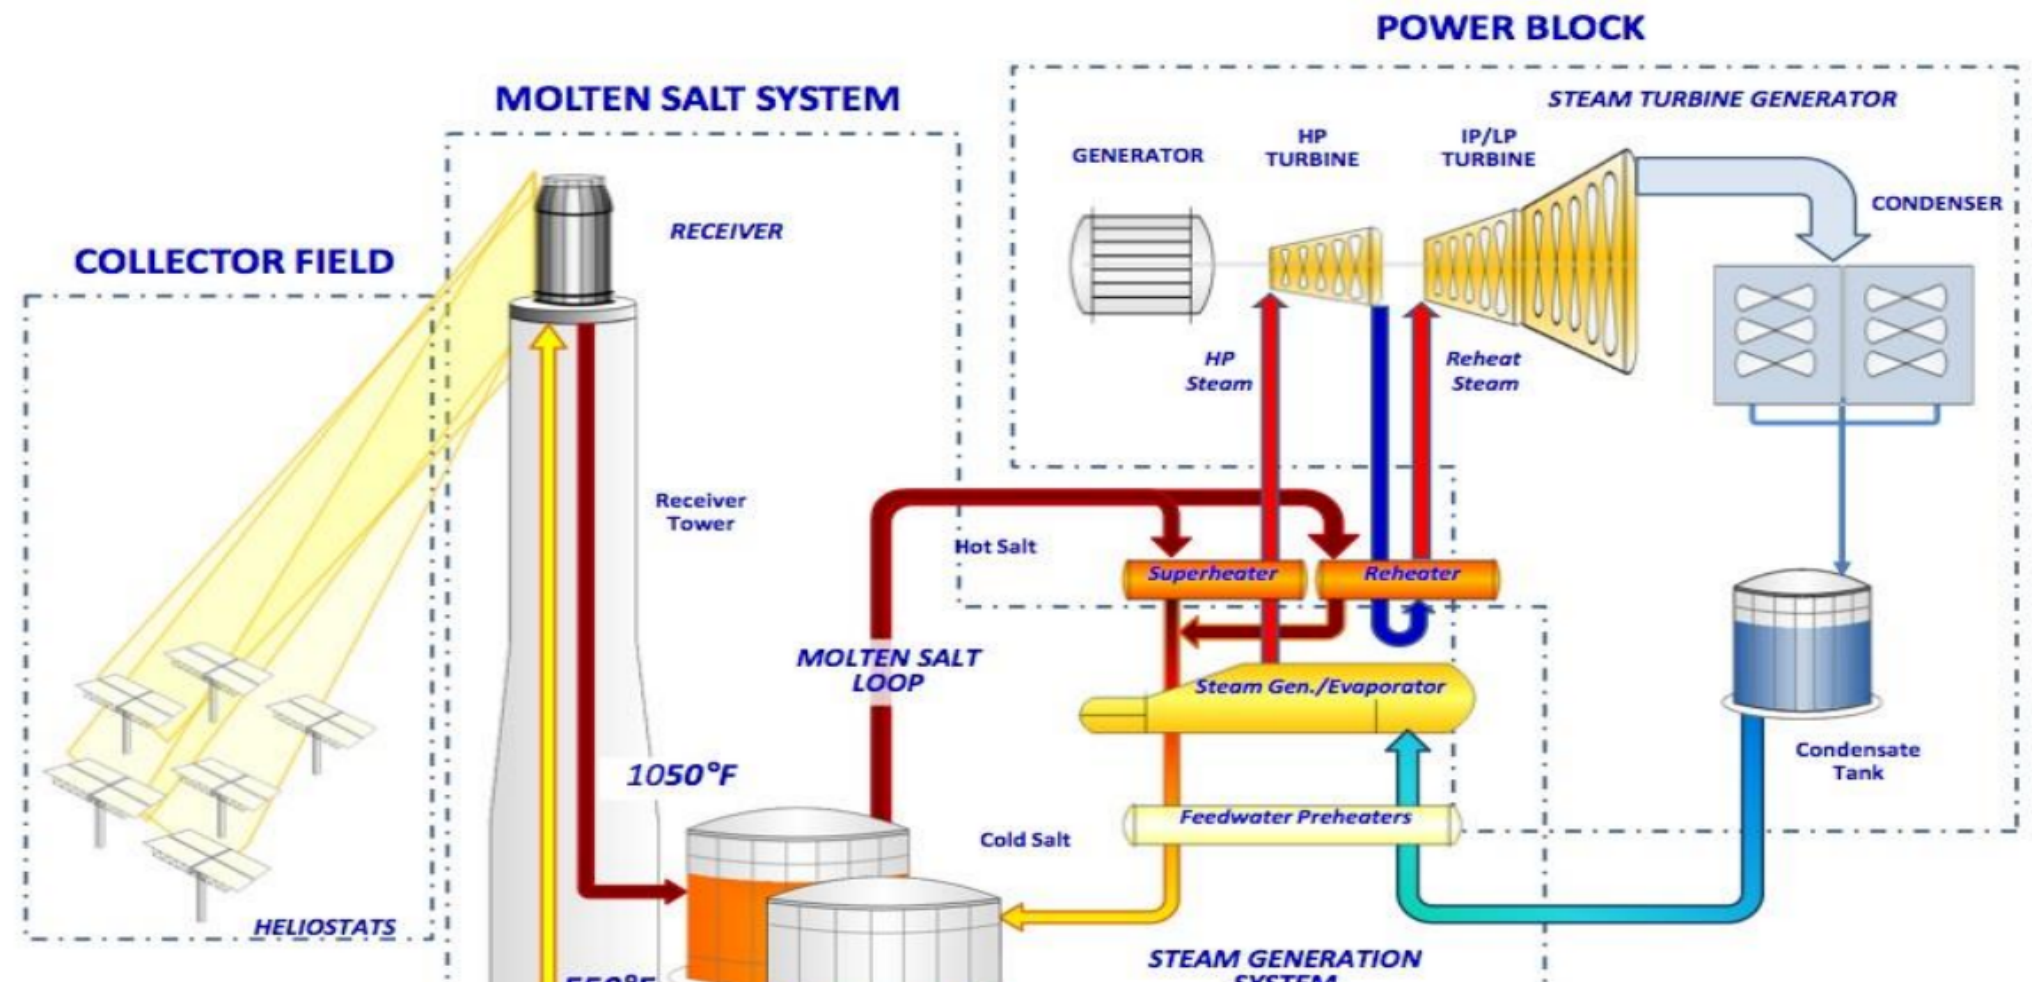 POWER BLOCK
MOLTEN SALT SYSTEM
STEAM TURBINE GENERATOR
HP
TURBINE
IP/LP
TURBINE
GENERATOR
CONDENSER
RECEIVER
COLLECTOR FIELD
HP
Steam
Reheat
Steam
Receiver
Tower
Hot Salt
Superheater
Reheater
MOLTEN SALT
LOOP
Steam Gen./Evaporator
Condensate
Tank
1050°F
Feedwater Preheaters
Cold Salt
HELIOSTATS
STEAM GENERATION
SYSTEM
550°F